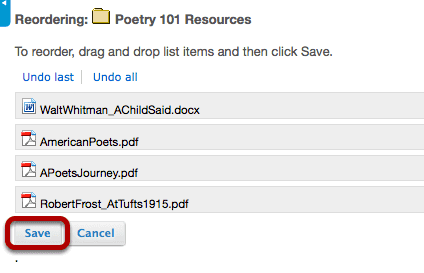 Reordering: Poetry 101 Resources
To reorder, drag and drop list items and then click Save.
Undo last Undo all
WaltWhitman_AChildSaid.docx
AmericanPoets.pdf
APoetsJourney.pdf
RobertFrost_AtTufts1915.pdf
Save Cancel